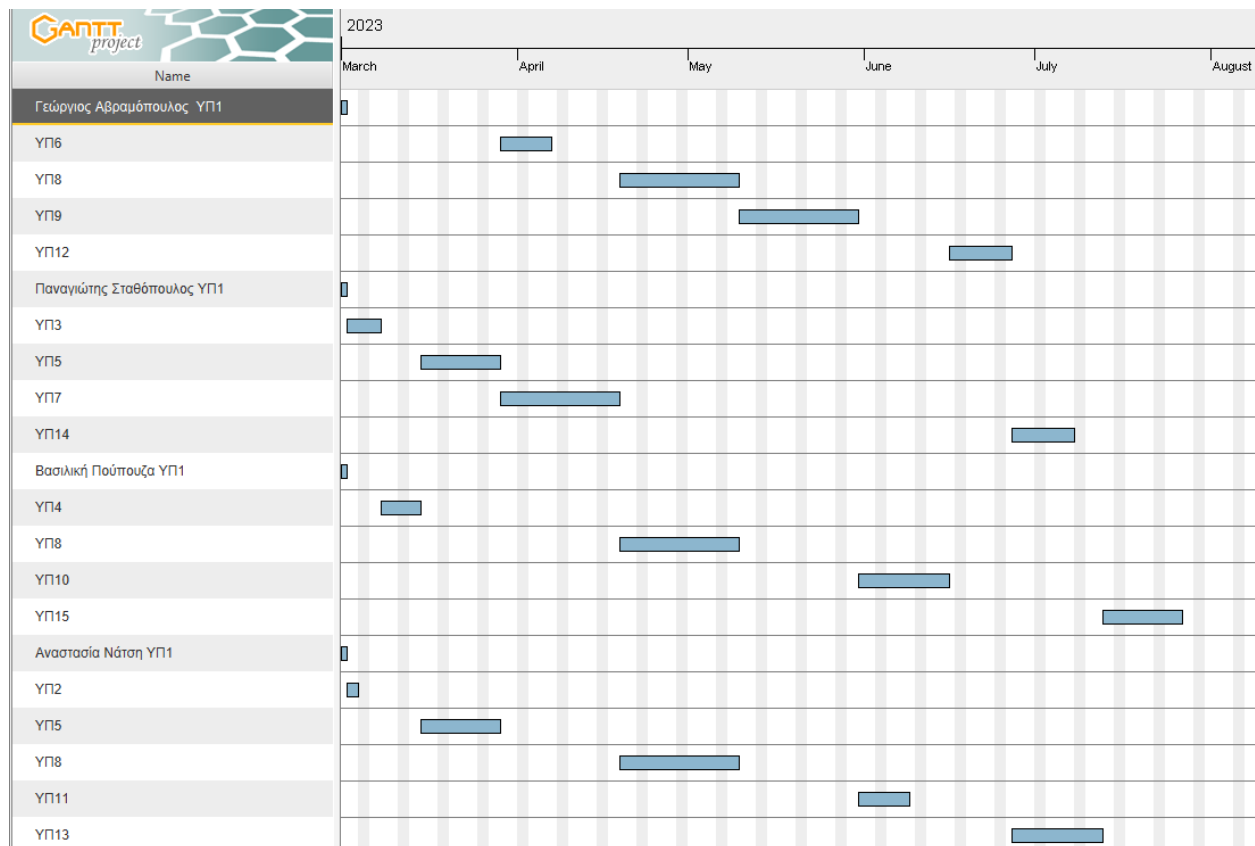 GANTT
project
2023
Name
March April May June July August
Γεώργιος Αβραμόπουλος ΥΠ1
ΥΠ6
ΥΠ8
ΥΠ9
ΥΠ12
Παναγιώτης Σταθόπουλος ΥΠ1
ΥΠ3
ΥΠ5
ΥΠ7
ΥΠ14
Βασιλική Πούπουζα ΥΠ1
ΥΠ4
ΥΠ8
ΥΠ10
ΥΠ15
Αναστασία Νάτση ΥΠ1
ΥΠ2
ΥΠ5
ΥΠ8
ΥΠ11
ΥΠ13